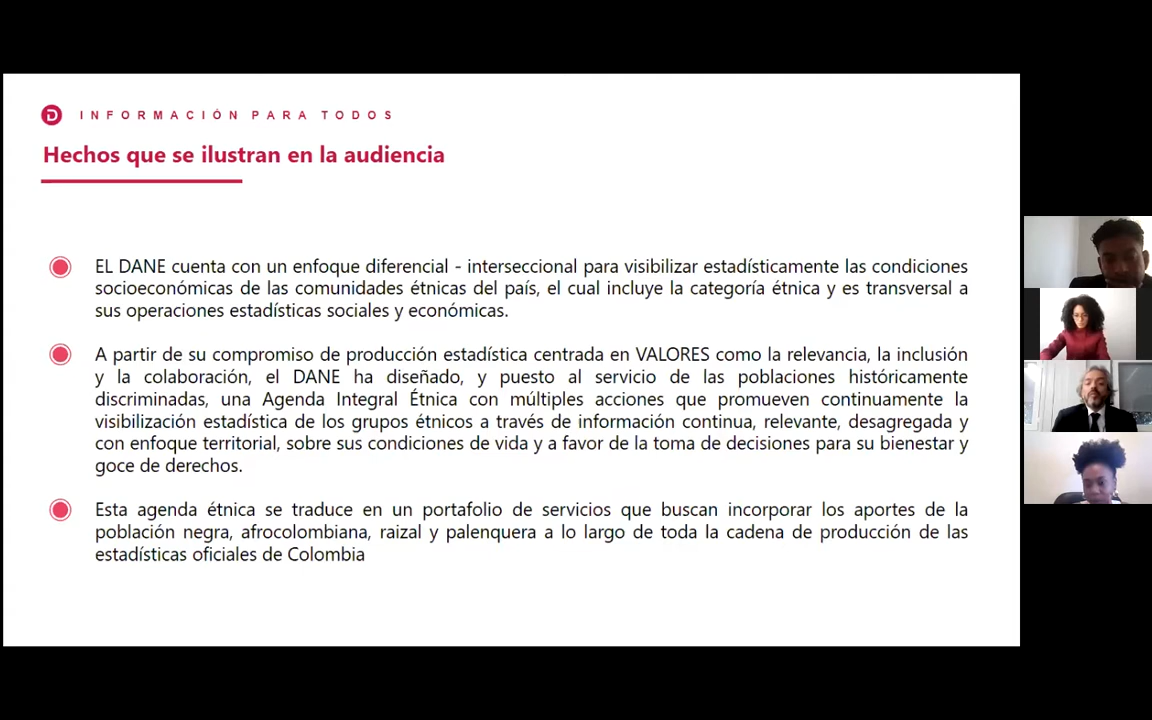 INFORMACIÓN PARA TODOS
Hechos que se ilustran en la audiencia
EL DANE cuenta con un enfoque diferencial - interseccional para visibilizar estadísticamente las condiciones
socioeconómicas de las comunidades étnicas del país, el cual incluye la categoría étnica y es transversal a
sus operaciones estadísticas sociales y económicas.
A partir de su compromiso de producción estadística centrada en VALORES como la relevancia, la inclusión
y la colaboración, el DANE ha diseñado, y puesto al servicio de las poblaciones históricamente
discriminadas, una Agenda Integral Étnica con múltiples acciones que promueven continuamente la
visibilización estadística de los grupos étnicos a través de información continua, relevante, desagregada y
con enfoque territorial, sobre sus condiciones de vida y a favor de la toma de decisiones para su bienestar y
goce de derechos.
Esta agenda étnica se traduce en un portafolio de servicios que buscan incorporar los aportes de la
población negra, afrocolombiana, raizal y palenquera a lo largo de toda la cadena de producción de las
estadísticas oficiales de Colombia